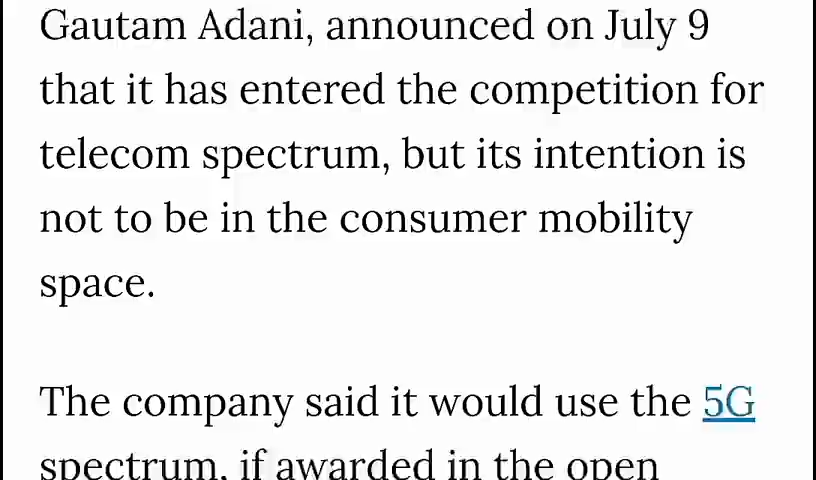 Gautam Adani, announced on July 9
that it has entered the competition for
telecom spectrum, but its intention is
not to be in the consumer mobility
space.
The company said it would use the 5G
spectrum, if awarded in the open